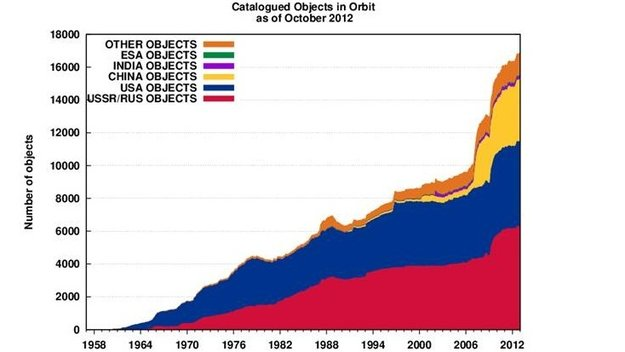 Catalogued Objects in Orbit
as of October 2012
Number of objects
18000
16000
14000
12000
10000
8000
6000
4000
2000
0
OTHER OBJECTS
ESA OBJECTS
INDIA OBJECTS
CHINA OBJECTS
USA OBJECTS
USSR/RUS OBJECTS
1958 1964 1970 1976 1982 1988 1994 2000 2006 2012